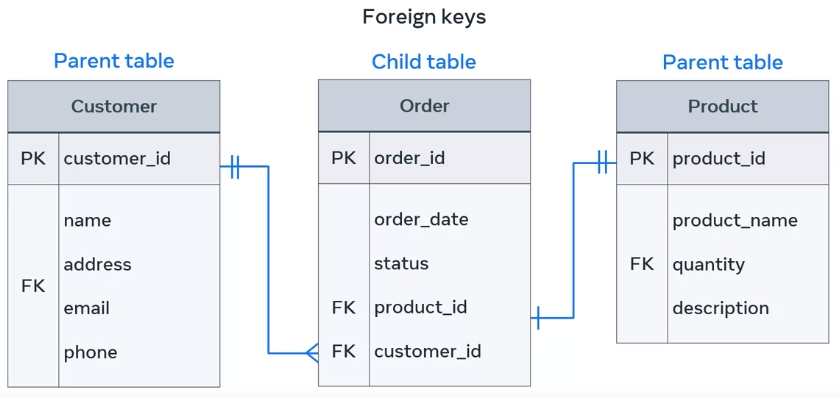 Foreign keys
Parent table
Customer
PK customer_id
FK
name
address
email
phone
Child table
Order
PK order_id
order_date
status
FK product_id
FK customer_id
Parent table
Product
PK product_id
product_name
FK quantity
description